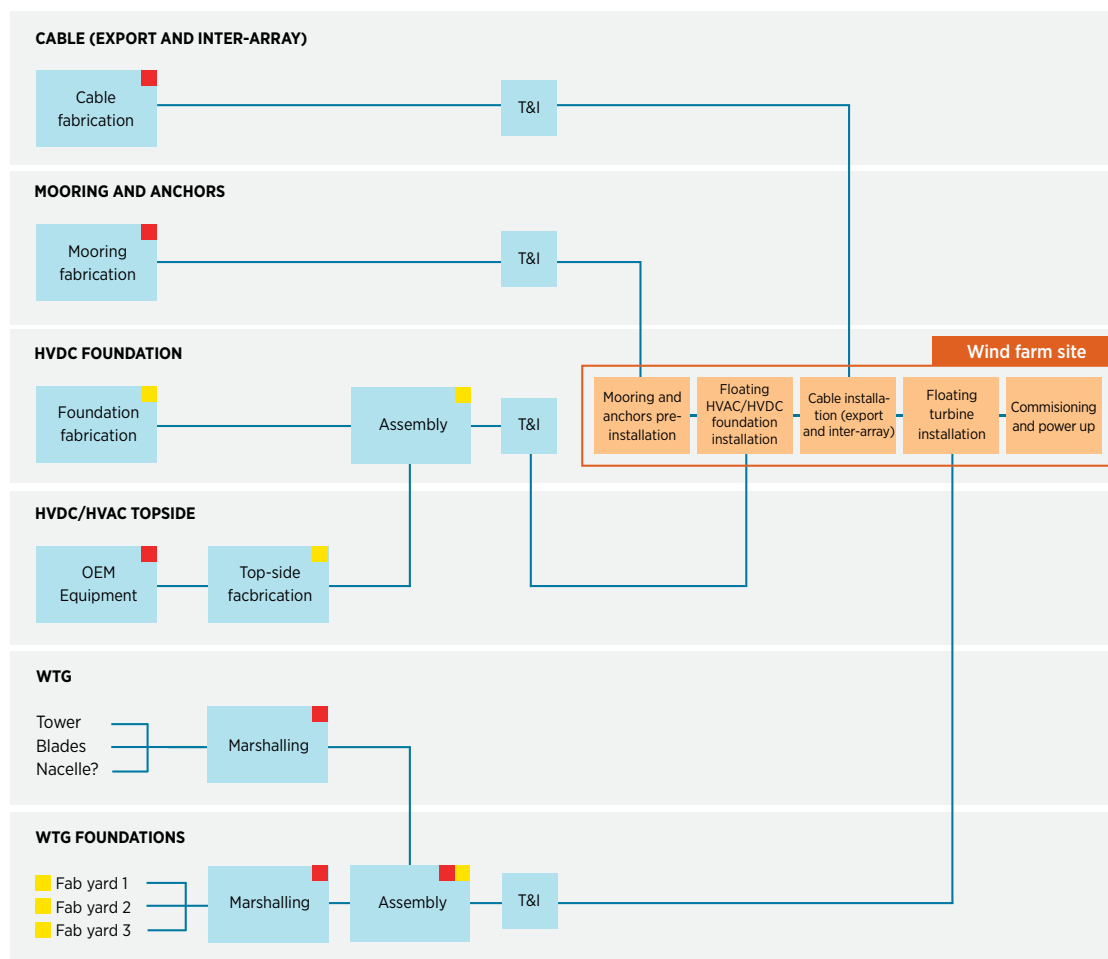 CABLE (EXPORT AND INTER-ARRAY)
Cable
fabrication
T&I
MOORING AND ANCHORS
Mooring
fabrication
T&I
HVDC FOUNDATION
Foundation
fabrication
Assembly
T&I
Wind farm site
Mooring and
anchors pre-
installation
Floating
HVAC/HVDC
foundation
installation
Cable installa-
tion (export
and inter-array)
Floating
turbine
installation
Commisioning
and power up
HVDC/HVAC TOPSIDE
OEM
Equipment
Top-side
facbrication
WTG
Tower
Blades
Nacelle?
Marshalling
WTG FOUNDATIONS
Fab yard 1
Fab yard 2
Fab yard 3
Marshalling
Assembly
T&I